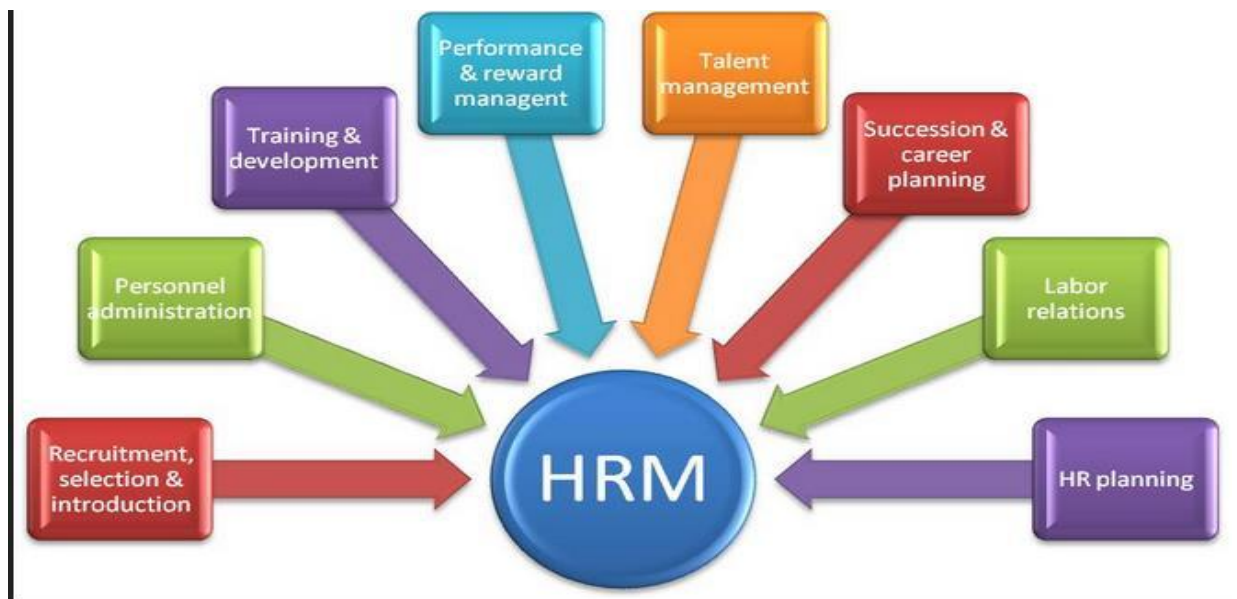 Performance
& reward
managent
Talent
management
Training &
development
Succession &
career
planning
Personnel
administration
Labor
relations
Recruitment,
selection &
introduction
HRM
HR planning